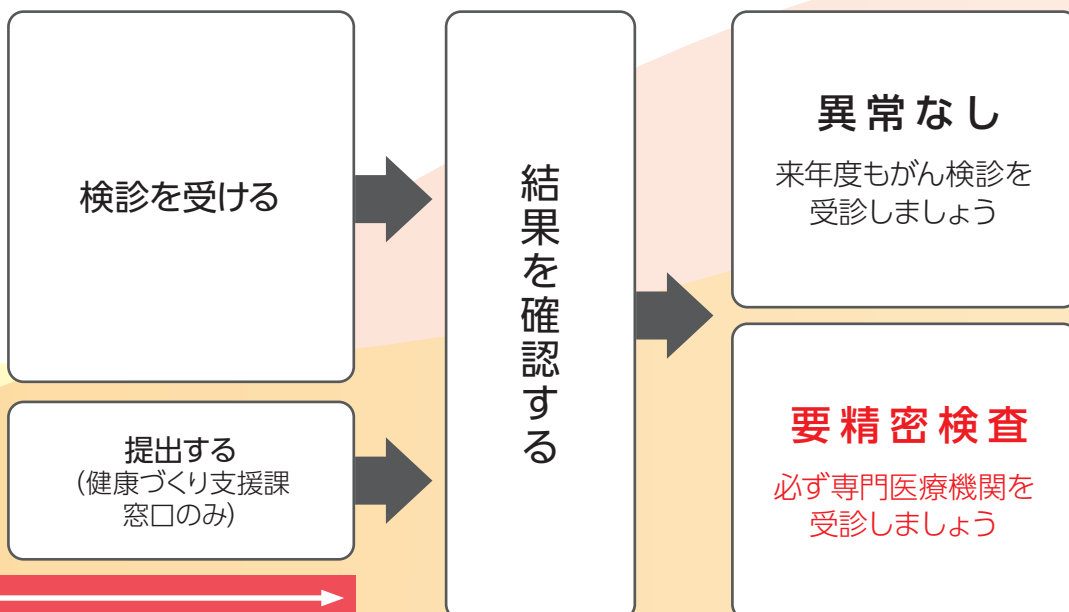 検診を受ける
提出する
(健康づくり支援課
窓口のみ)
結果を確認する
異常なし
来年度もがん検診を
受診しましょう
要精密検査
必ず専門医療機関を
受診しましょう